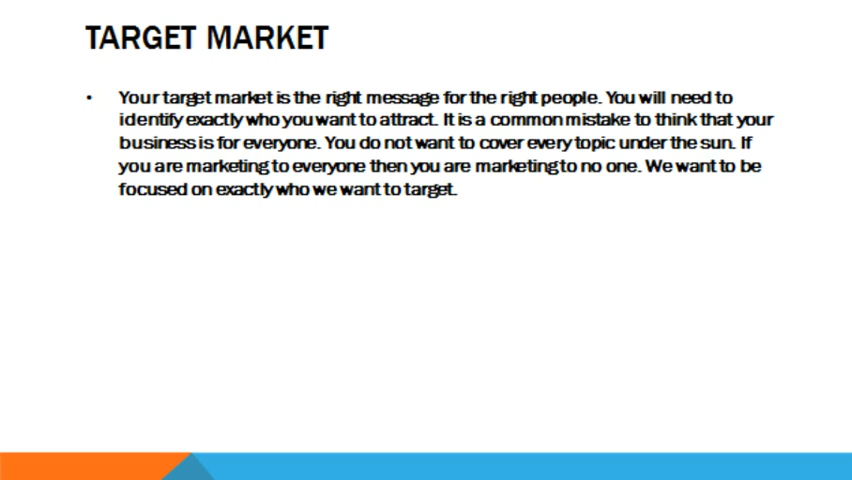 TARGET MARKET
• Your target market is the right message for the right people. You will need to
identify exactly who you want to attract. It is a common mistake to think that your
business is for everyone. You do not want to cover every topic under the sun. If
you are marketing to everyone then you are marketing to no one. We want to be
focused on exactly who we want to target.